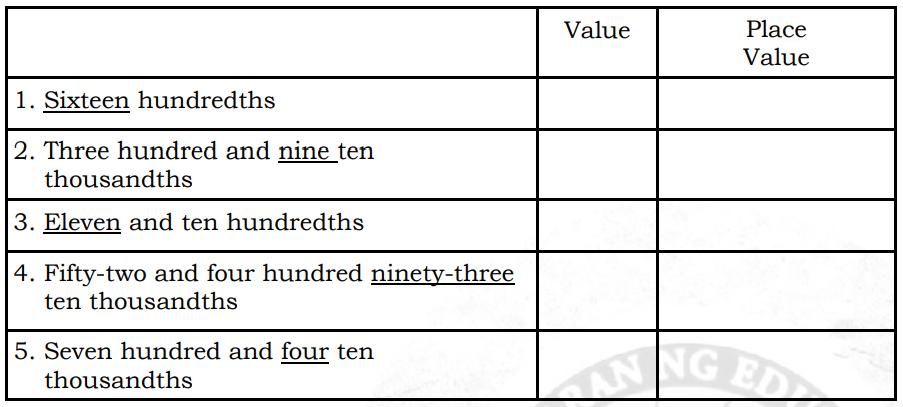 Value
Place
Value
1. Sixteen hundredths
2. Three hundred and nine ten
thousandths
3. Eleven and ten hundredths
4. Fifty-two and four hundred ninety-three
ten thousandths
5. Seven hundred and four ten
thousandths
NG